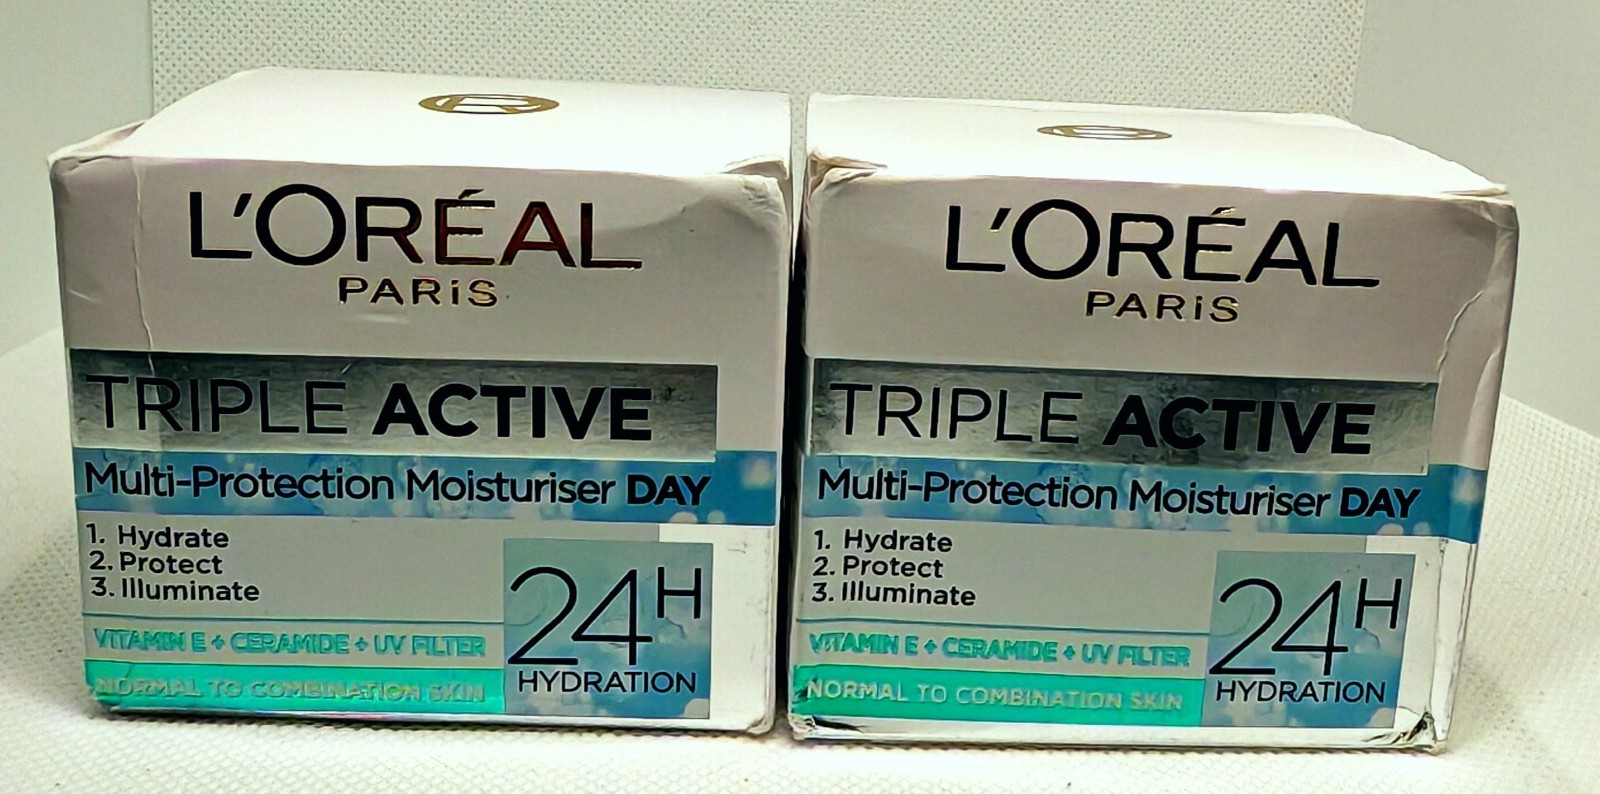 L'ORÉAL
PARIS
TRIPLE ACTIVE
Multi-Protection Moisturiser DAY
1. Hydrate
2. Protect
3. Illuminate
VITAMIN E + CERAMIDE + UV FILTER
NORMAL TO COMBINATION SKIN
24H
HYDRATION
L'ORÉAL
PARIS
TRIPLE ACTIVE
Multi-Protection Moisturiser DAY
1. Hydrate
2. Protect
3. Illuminate
VITAMIN E + CERAMIDE + UV FILTER
NORMAL TO COMBINATION SKIN
24H
HYDRATION